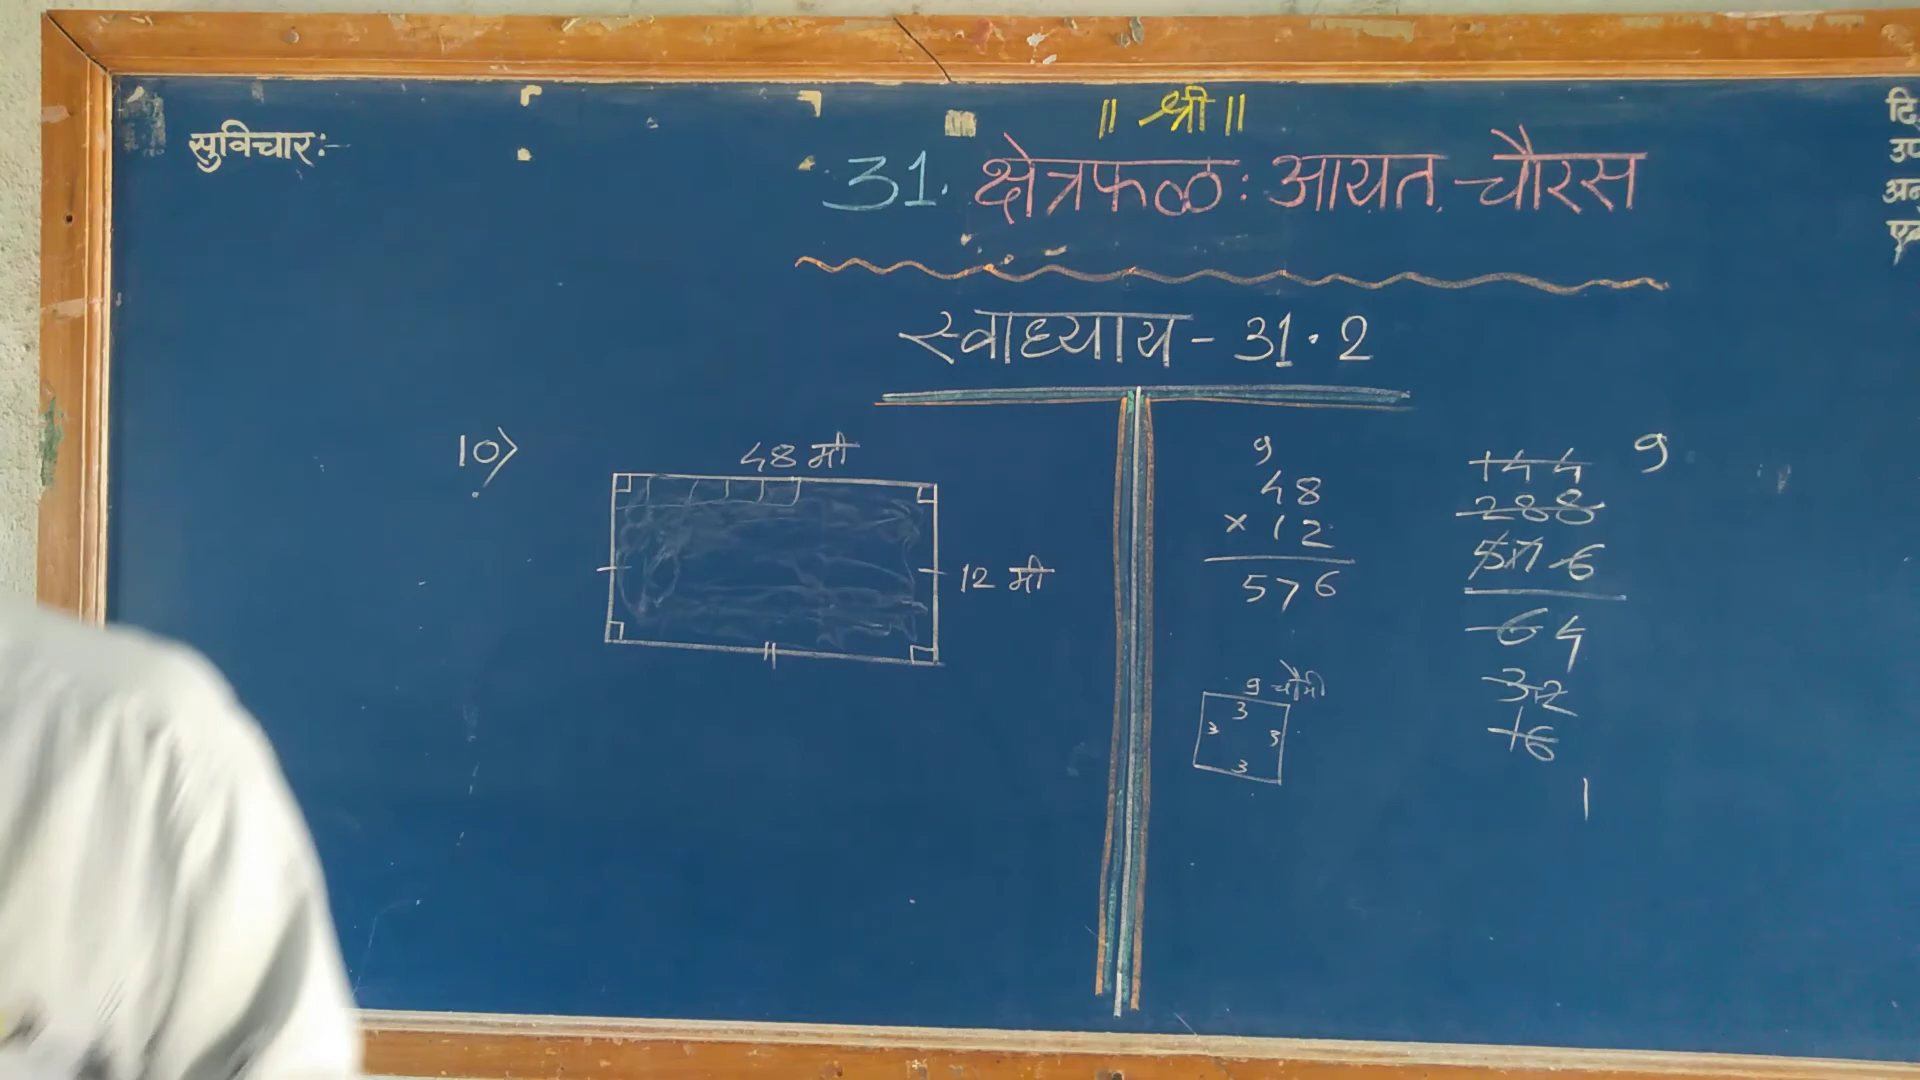 ॥ श्री ॥
सुविचार:-
31. क्षेत्रफळ: आयत, चौरस
स्वाध्याय - 31.2
10)
48 मी
12 मी
9
48
× 12
576
9 चौमी
3
3 3
3
144 9
288
576
64
32
16
1